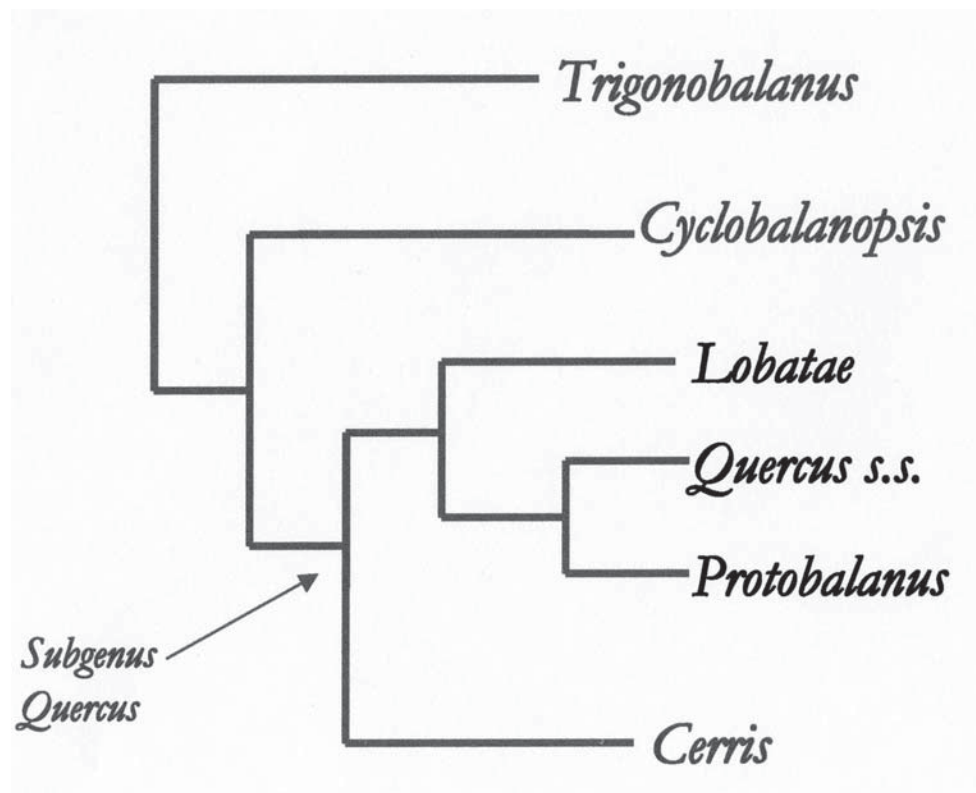 Trigonobalanus
Cyclobalanopsis
Lobatae
Quercus s.s.
Protobalanus
Subgenus
Quercus
Cerris